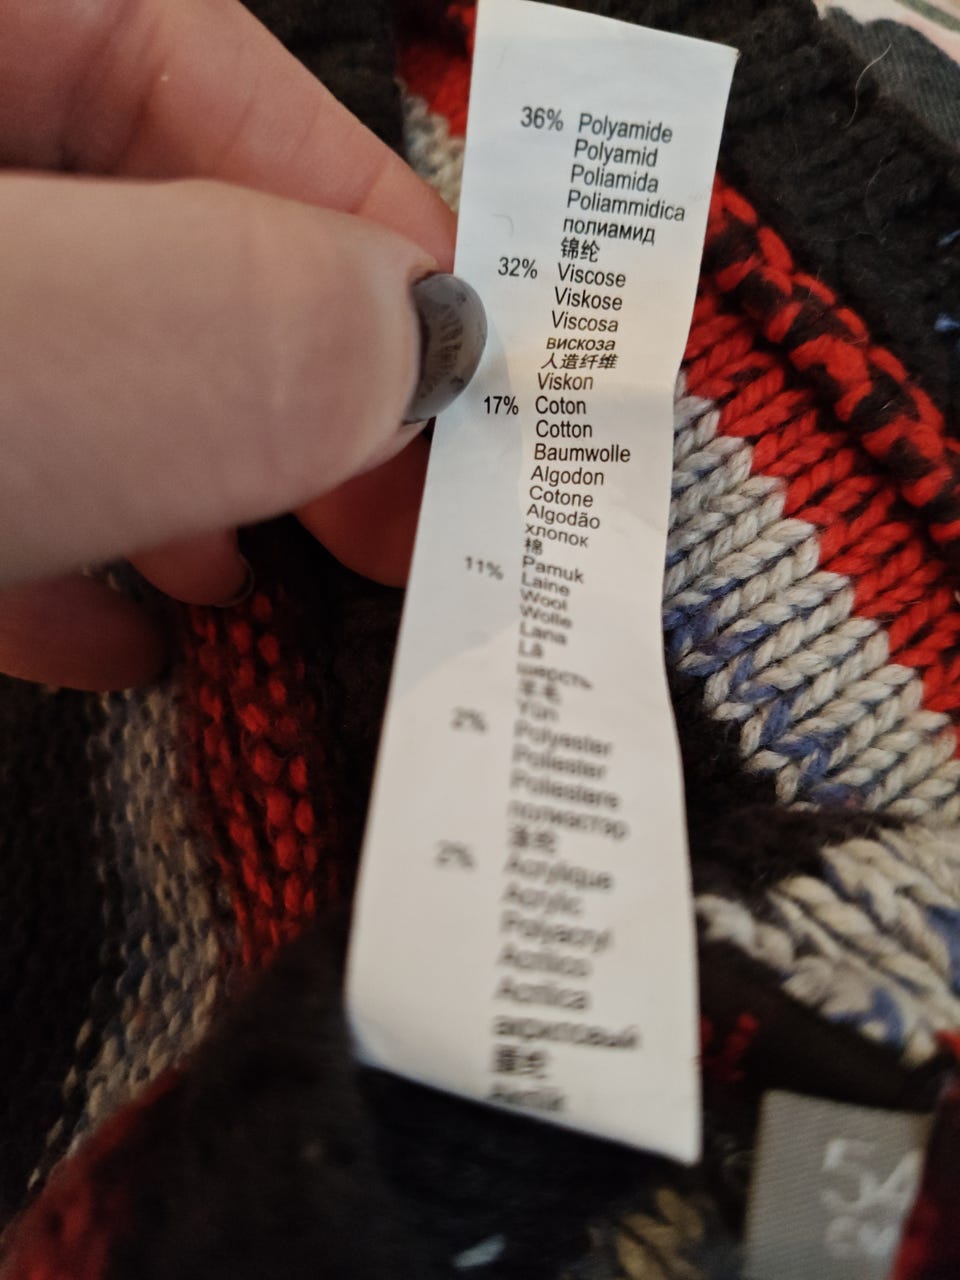 36% Polyamide
Polyamid
Poliamida
Poliammidica
полиамид
锦纶
32% Viscose
Viskose
Viscosa
вискоза
人造纤维
Viskon
17% Coton
Cotton
Baumwolle
Algodon
Cotone
Algodão
хлопок
棉
Pamuk
11% Laine
Wool
Wolle
Lana
Lã
шерсть
羊毛
Yün
2% Polyester
Poliester
Poliestere
полиэстер
涤纶
2% Acrylique
Acrylic
Polyacryl
Acrilico
Acrilica
акриловый
腈纶
Akrilik
54